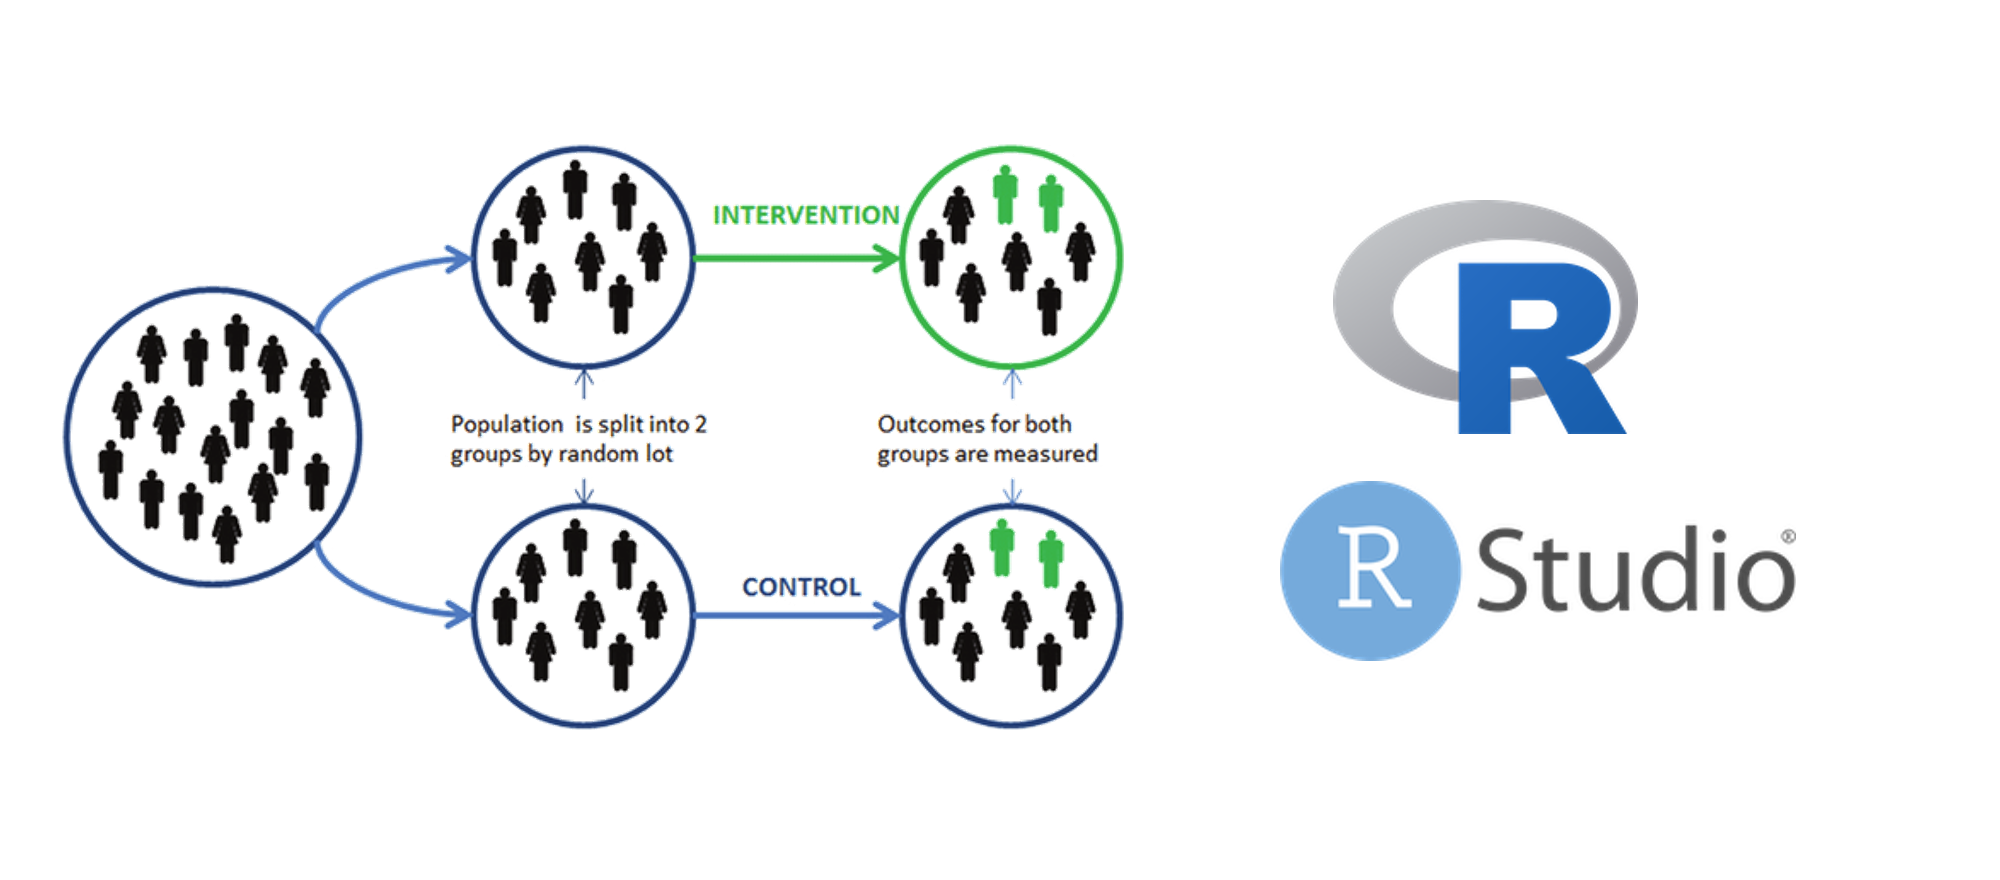 INTERVENTION
Population is split into 2
groups by random lot
Outcomes for both
groups are measured
CONTROL
R
R Studio®